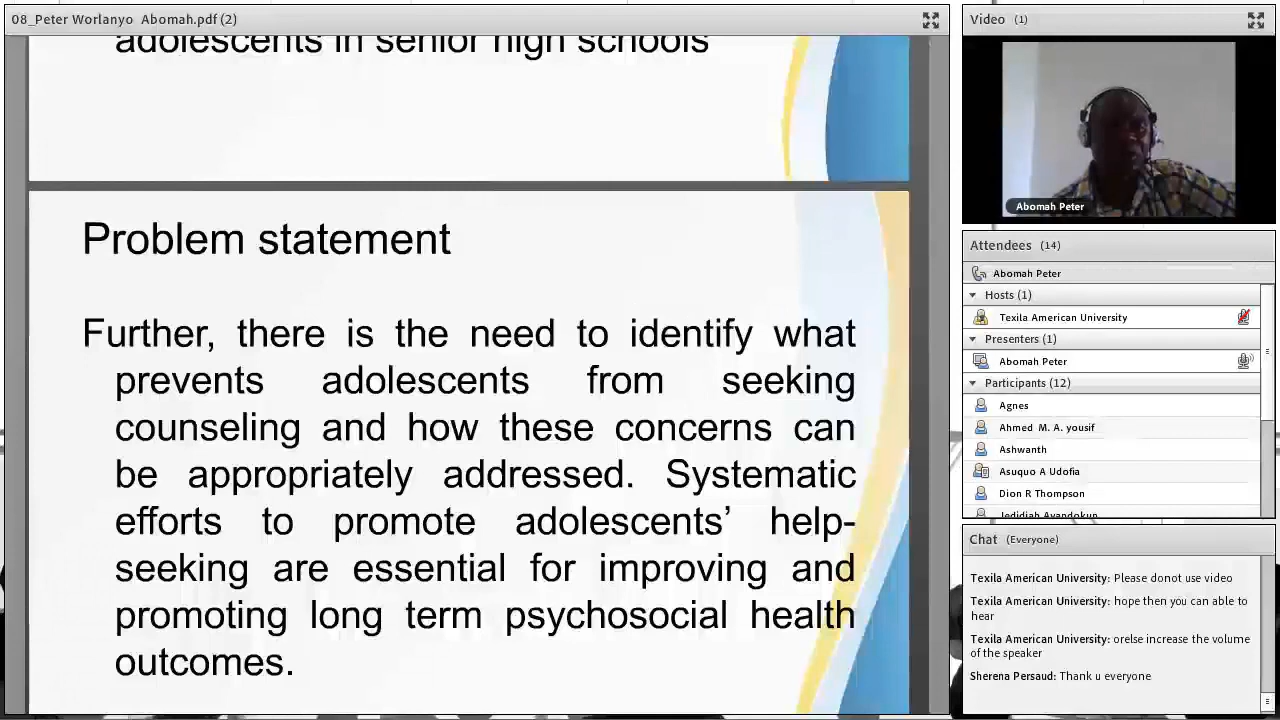 08_Peter Worlanyo Abomah.pdf (2)
adolescents in senior high schools
Problem statement
Further, there is the need to identify what
prevents adolescents from seeking
counseling and how these concerns can
be appropriately addressed. Systematic
efforts to promote adolescents’ help-
seeking are essential for improving and
promoting long term psychosocial health
outcomes.
Video (1)
Abomah Peter
Attendees (14)
Abomah Peter
Hosts (1)
Texila American University
Presenters (1)
Abomah Peter
Participants (12)
Agnes
Ahmed M. A. yousif
Ashwanth
Asuquo A Udofia
Dion R Thompson
Jedidiah Ayandokun
Chat (Everyone)
Texila American University: Please donot use video
Texila American University: hope then you can able to
hear
Texila American University: orelse increase the volume
of the speaker
Sherena Persaud: Thank u everyone